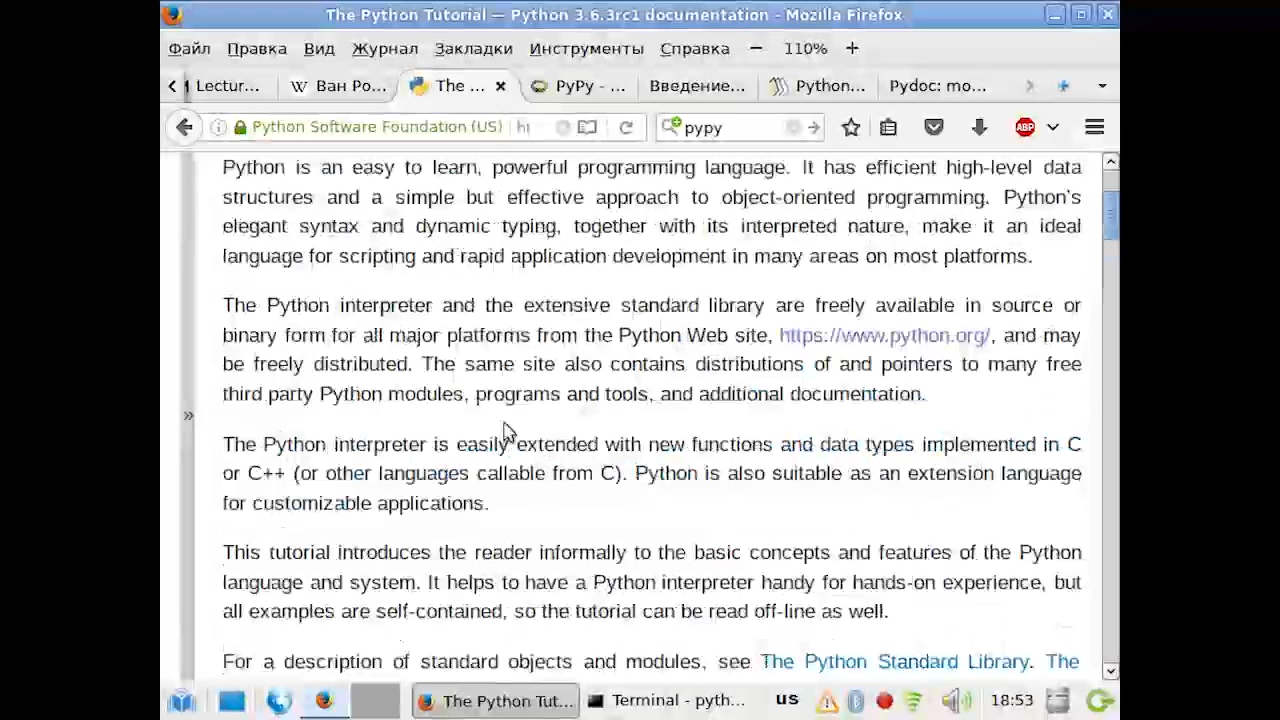 The Python Tutorial — Python 3.6.3rc1 documentation - Mozilla Firefox
Файл Правка Вид Журнал Закладки Инструменты Справка − 110% +
Lectur... Ван Ро... The ... PyPy - ... Введение... Python... Pydoc: mo...
Python Software Foundation (US) pypy ABP
Python is an easy to learn, powerful programming language. It has efficient high-level data
structures and a simple but effective approach to object-oriented programming. Python's
elegant syntax and dynamic typing, together with its interpreted nature, make it an ideal
language for scripting and rapid application development in many areas on most platforms.
The Python interpreter and the extensive standard library are freely available in source or
binary form for all major platforms from the Python Web site, https://www.python.org/, and may
be freely distributed. The same site also contains distributions of and pointers to many free
third party Python modules, programs and tools, and additional documentation.
The Python interpreter is easily extended with new functions and data types implemented in C
or C++ (or other languages callable from C). Python is also suitable as an extension language
for customizable applications.
This tutorial introduces the reader informally to the basic concepts and features of the Python
language and system. It helps to have a Python interpreter handy for hands-on experience, but
all examples are self-contained, so the tutorial can be read off-line as well.
For a description of standard objects and modules, see The Python Standard Library. The
The Python Tut... Terminal - pyth... us 18:53